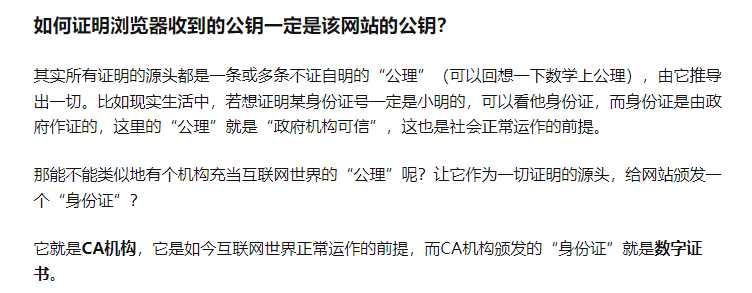 如何证明浏览器收到的公钥一定是该网站的公钥？
其实所有证明的源头都是一条或多条不证自明的“公理”（可以回想一下数学上公理），由它推导
出一切。比如现实生活中，若想证明某身份证号一定是小明的，可以看他身份证，而身份证是由政
府作证的，这里的“公理”就是“政府机构可信”，这也是社会正常运作的前提。
那能不能类似地有个机构充当互联网世界的“公理”呢？让它作为一切证明的源头，给网站颁发一
个“身份证”？
它就是CA机构，它是如今互联网世界正常运作的前提，而CA机构颁发的“身份证”就是数字证
书。